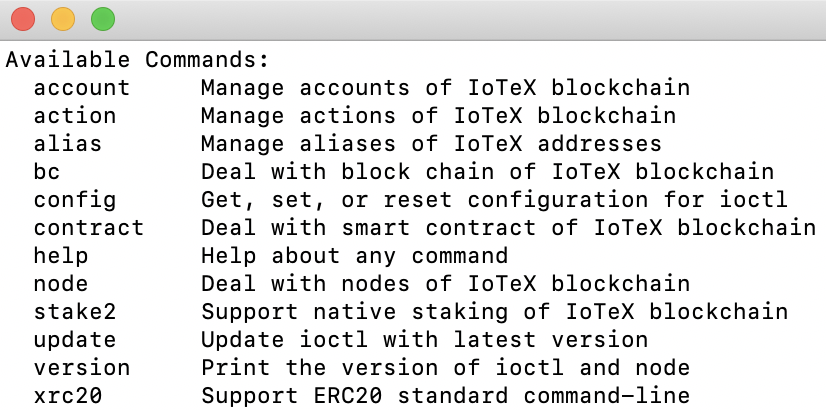 Available Commands:
  account     Manage accounts of IoTeX blockchain
  action      Manage actions of IoTeX blockchain
  alias       Manage aliases of IoTeX addresses
  bc          Deal with block chain of IoTeX blockchain
  config      Get, set, or reset configuration for ioctl
  contract    Deal with smart contract of IoTeX blockchain
  help        Help about any command
  node        Deal with nodes of IoTeX blockchain
  stake2      Support native staking of IoTeX blockchain
  update      Update ioctl with latest version
  version     Print the version of ioctl and node
  xrc20       Support ERC20 standard command-line